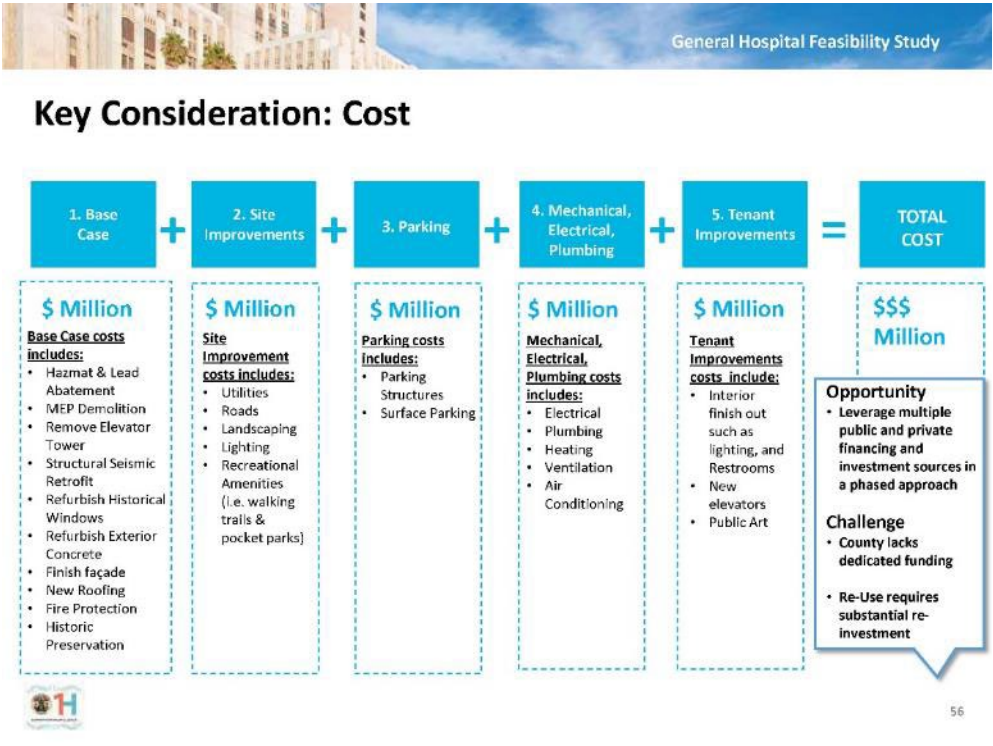 General Hospital Feasibility Study
Key Consideration: Cost
1. Base
Case
+
2. Site
Improvements
+
3. Parking
+
4. Mechanical,
Electrical,
Plumbing
+
5. Tenant
Improvements
=
TOTAL
COST
$ Million
Base Case costs
includes:
• Hazmat & Lead
Abatement
• MEP Demolition
• Remove Elevator
Tower
• Structural Seismic
Retrofit
• Refurbish Historical
Windows
• Refurbish Exterior
Concrete
• Finish façade
• New Roofing
• Fire Protection
• Historic
Preservation
$ Million
Site
Improvement
costs includes:
• Utilities
• Roads
• Landscaping
• Lighting
• Recreational
Amenities
(i.e. walking
trails &
pocket parks)
$ Million
Parking costs
includes:
• Parking
Structures
• Surface Parking
$ Million
Mechanical,
Electrical,
Plumbing costs
includes:
• Electrical
• Plumbing
• Heating
• Ventilation
• Air
Conditioning
$ Million
Tenant
Improvements
costs include:
• Interior
finish out
such as
lighting, and
Restrooms
• New
elevators
• Public Art
$$$
Million
Opportunity
• Leverage multiple
public and private
financing and
investment sources in
a phased approach
Challenge
• County lacks
dedicated funding
• Re-Use requires
substantial re-
investment
56